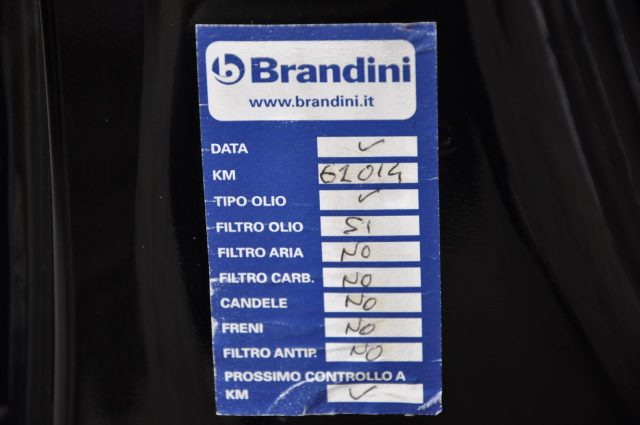 b Brandini
www.brandini.it
DATA ✓
KM 61014
TIPO OLIO ✓
FILTRO OLIO SI
FILTRO ARIA NO
FILTRO CARB. NO
CANDELE NO
FRENI NO
FILTRO ANTIP. NO
PROSSIMO CONTROLLO A
KM ✓